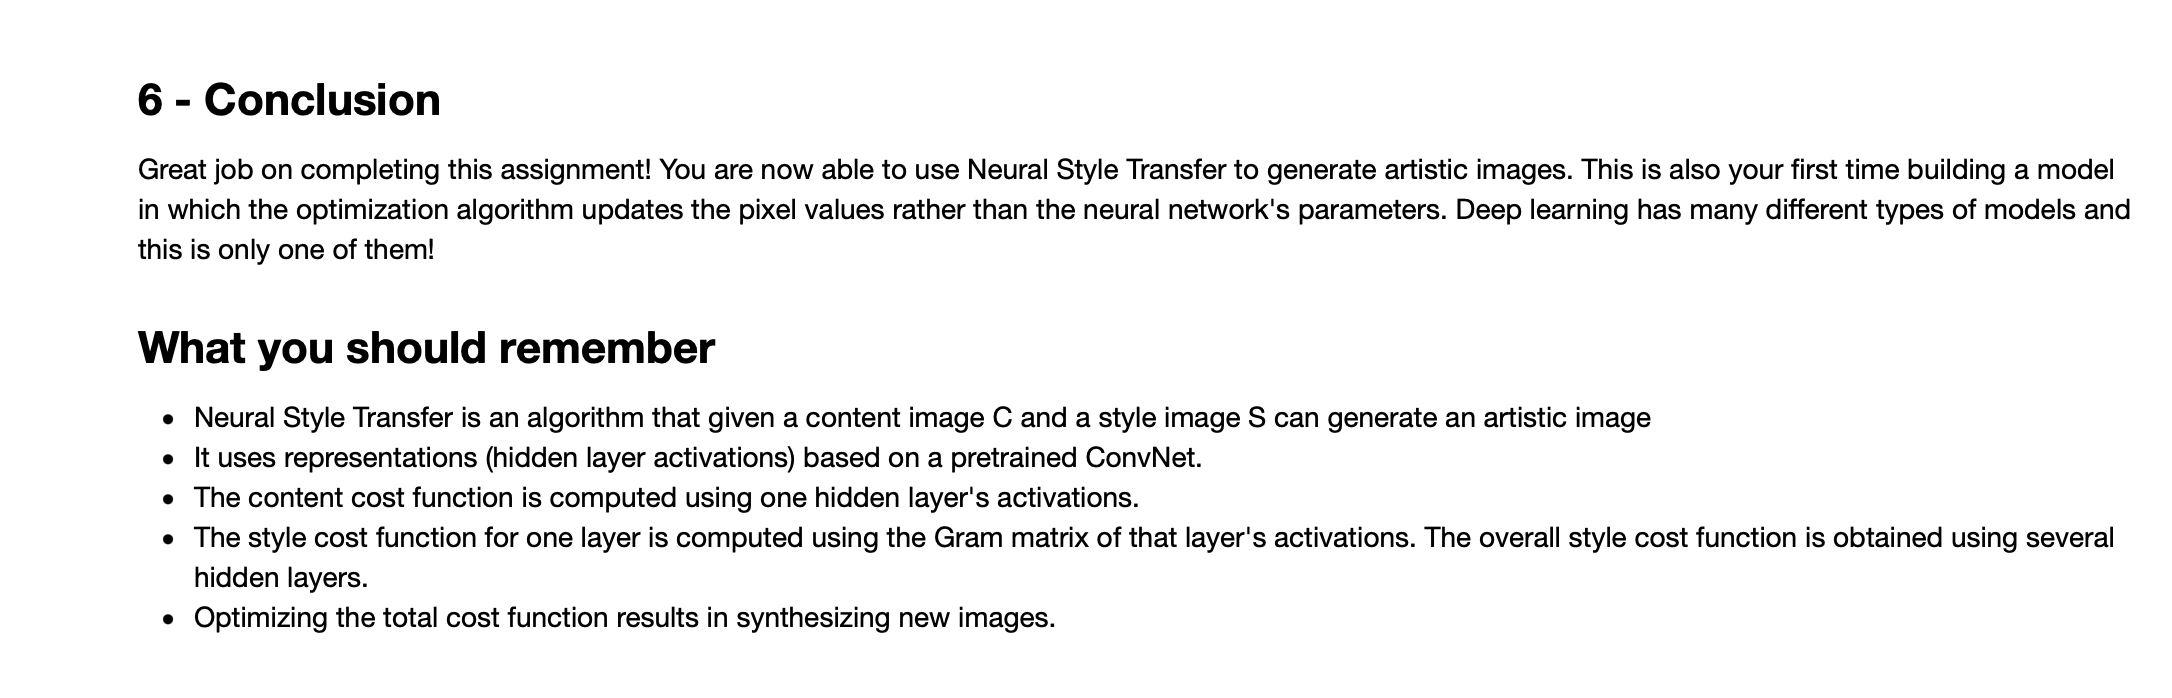 6 - Conclusion
Great job on completing this assignment! You are now able to use Neural Style Transfer to generate artistic images. This is also your first time building a model
in which the optimization algorithm updates the pixel values rather than the neural network's parameters. Deep learning has many different types of models and
this is only one of them!
What you should remember
• Neural Style Transfer is an algorithm that given a content image C and a style image S can generate an artistic image
• It uses representations (hidden layer activations) based on a pretrained ConvNet.
• The content cost function is computed using one hidden layer's activations.
• The style cost function for one layer is computed using the Gram matrix of that layer's activations. The overall style cost function is obtained using several
hidden layers.
• Optimizing the total cost function results in synthesizing new images.